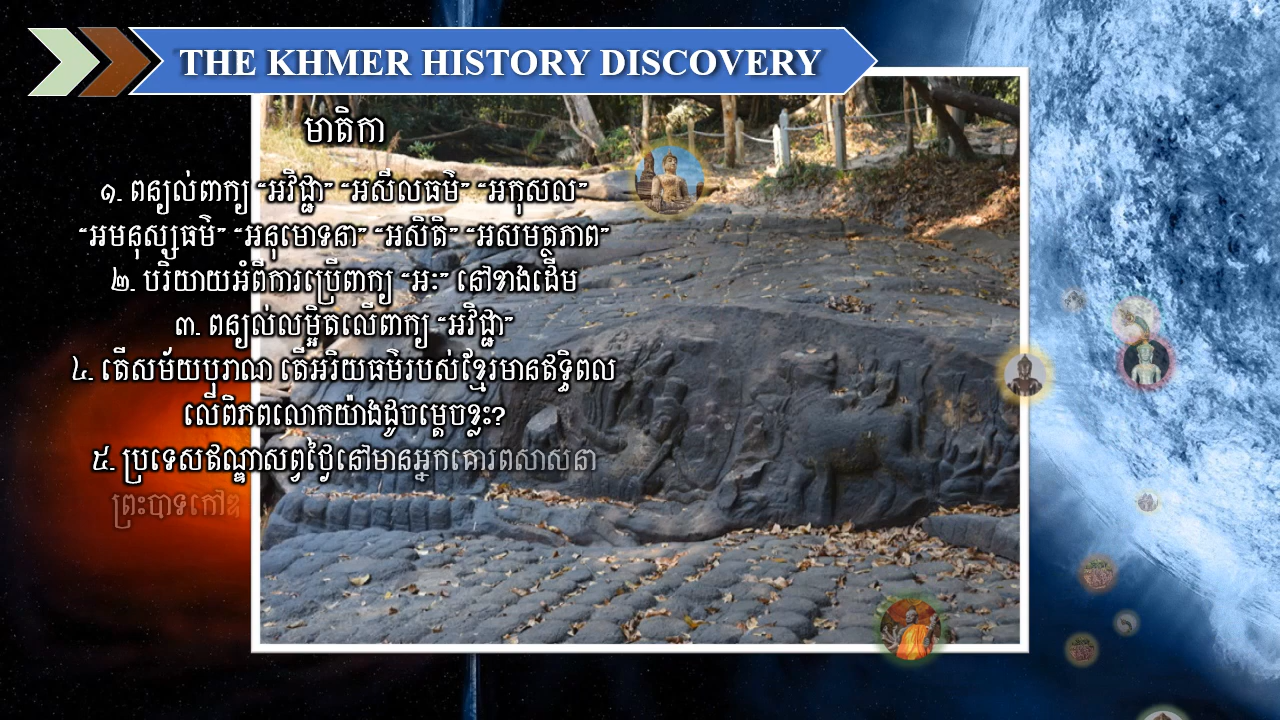 THE KHMER HISTORY DISCOVERY
មាតិកា
១. ពន្យល់ពាក្យ “អវិជ្ជា” “អសីលធម៌” “អកុសល”
“អមនុស្សធម៌” “អនុមោទនា” “អសិតិ” “អសមត្ថភាព”
២. បរិយាយអំពីការប្រើពាក្យ “អៈ” នៅខាងដើម
៣. ពន្យល់លម្អិតលើពាក្យ “អវិជ្ជា”
៤. តើសម័យបុរាណ តើអរិយធម៌របស់ខ្មែរមានឥទ្ធិពល
លើពិភពលោកយ៉ាងដូចម្តេចខ្លះ?
៥. ប្រទេសឥណ្ឌាសព្វថ្ងៃនៅមានអ្នកគោរពសាសនា
ព្រះបាទកៅឌ